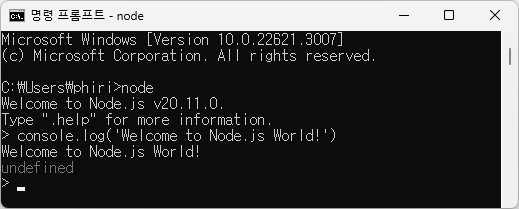 명령 프롬프트 - node
Microsoft Windows [Version 10.0.22621.3007]
(c) Microsoft Corporation. All rights reserved.
C:₩Users₩phiri>node
Welcome to Node.js v20.11.0.
Type ".help" for more information.
> console.log('Welcome to Node.js World!')
Welcome to Node.js World!
undefined
>